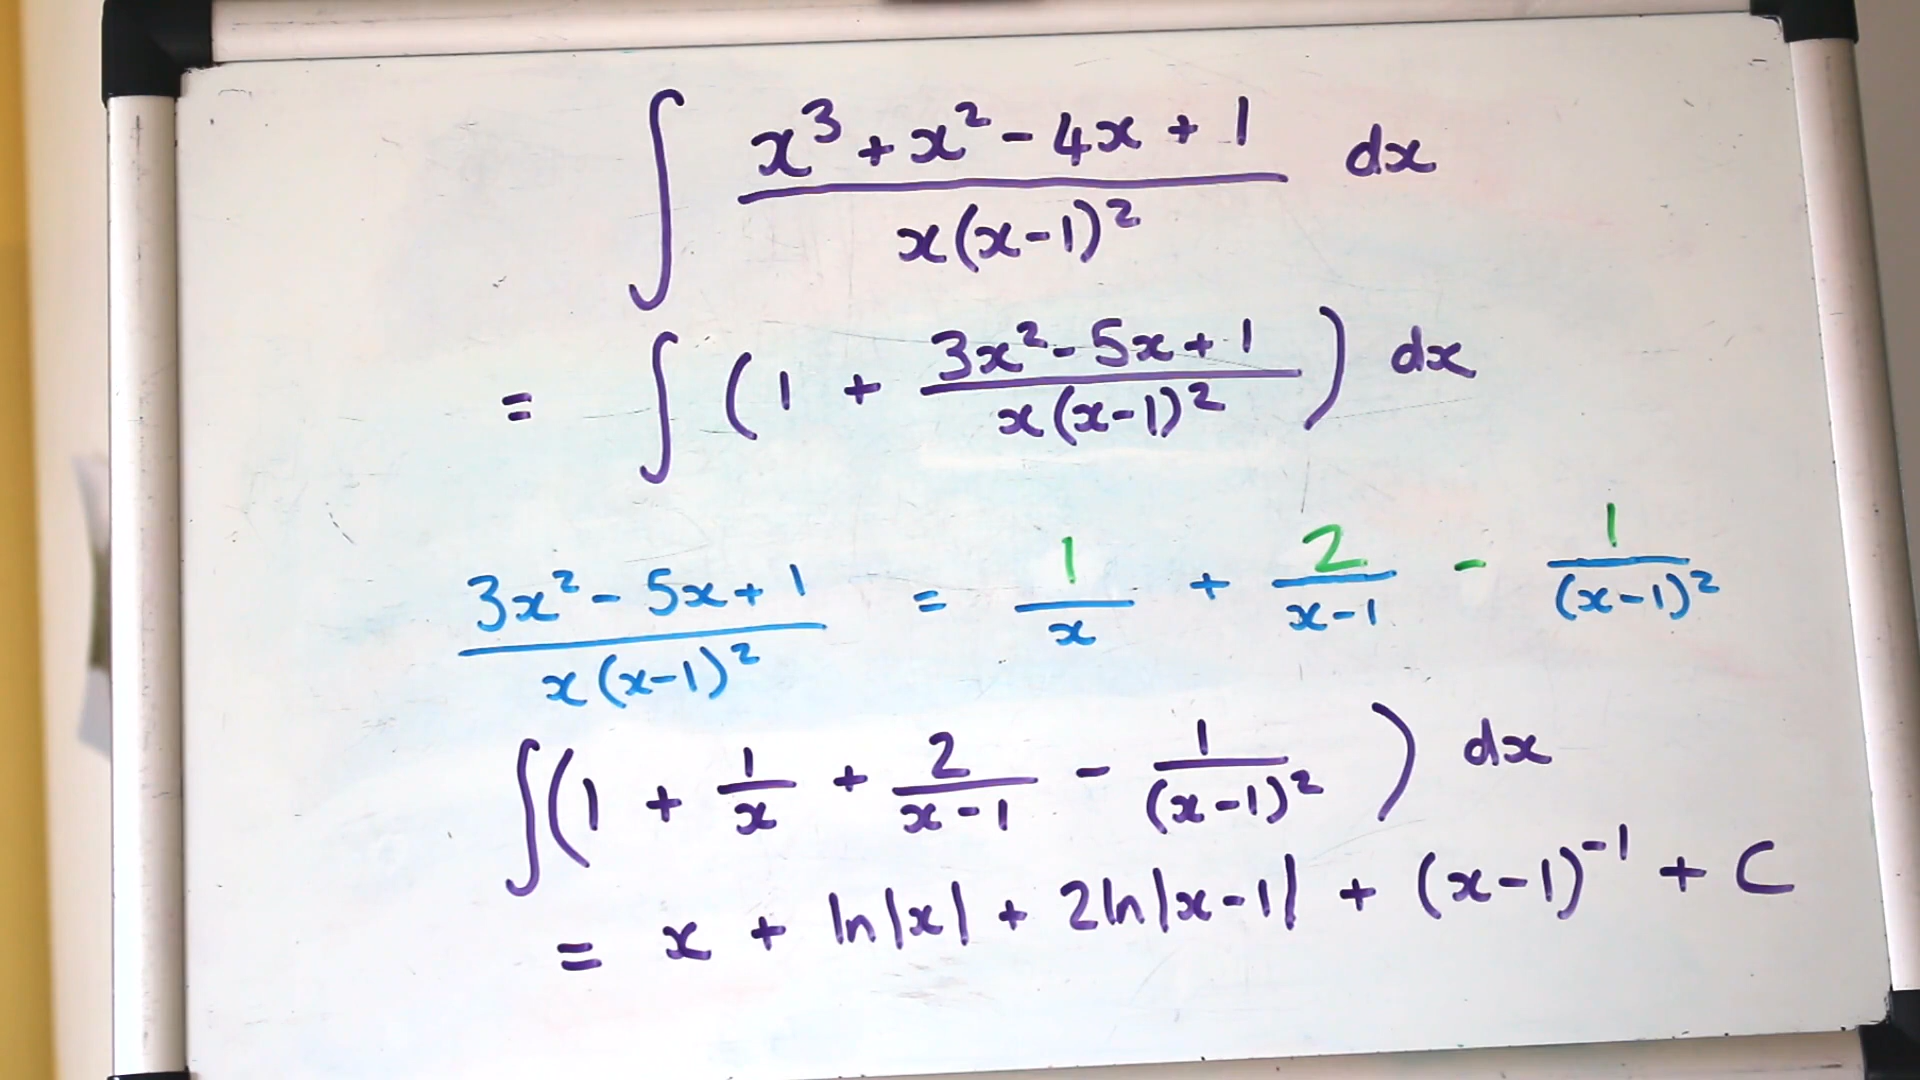 ∫ (x³ + x² - 4x + 1)/(x(x-1)²) dx
= ∫ (1 + (3x² - 5x + 1)/(x(x-1)²)) dx
(3x² - 5x + 1)/(x(x-1)²) = 1/x + 2/(x-1) - 1/(x-1)²
∫(1 + 1/x + 2/(x-1) - 1/(x-1)²) dx
= x + ln|x| + 2ln|x-1| + (x-1)⁻¹ + C